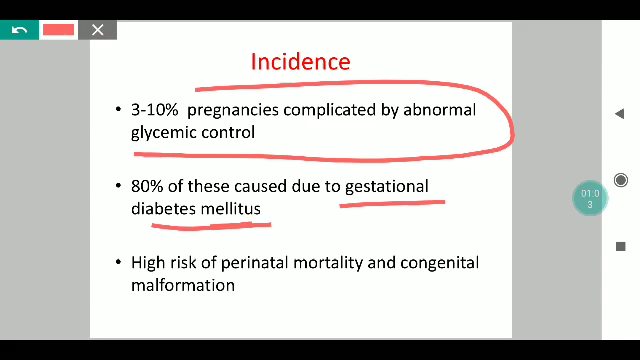 Incidence
• 3-10% pregnancies complicated by abnormal
glycemic control
• 80% of these caused due to gestational
diabetes mellitus
• High risk of perinatal mortality and congenital
malformation
01:0
3